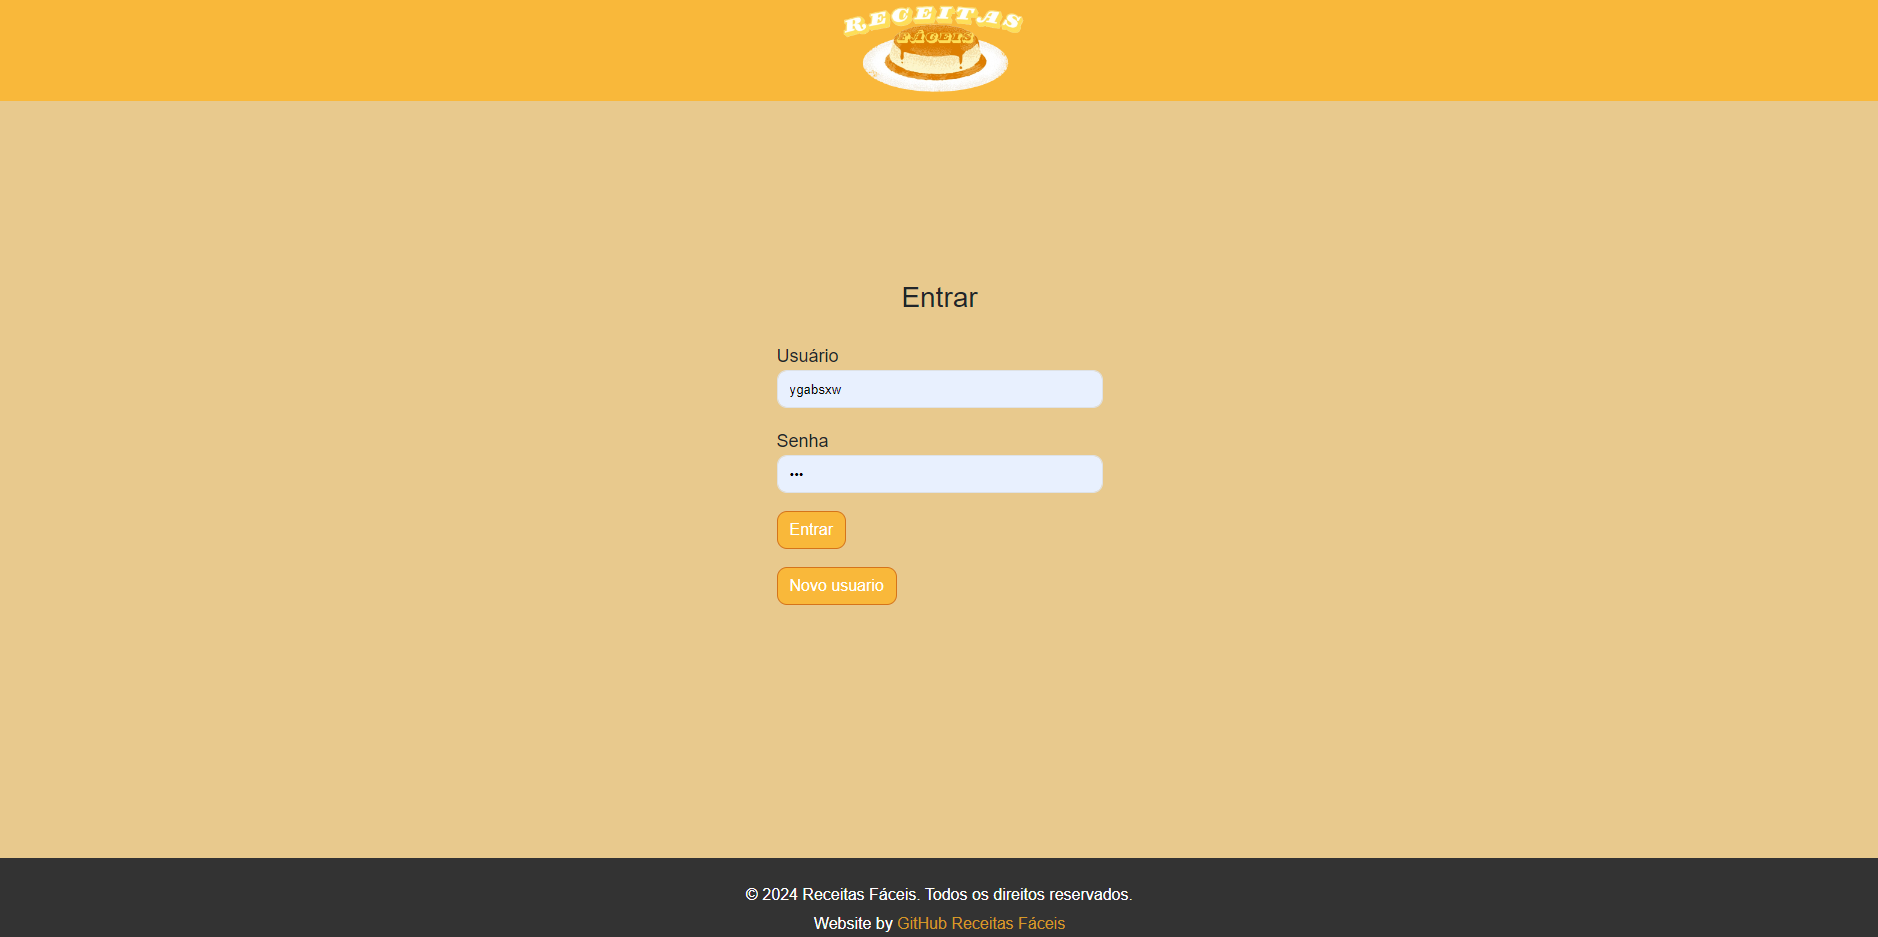 RECEITAS
FÁCEIS
Entrar
Usuário
ygabsxw
Senha
•••
Entrar
Novo usuario
© 2024 Receitas Fáceis. Todos os direitos reservados.
Website by GitHub Receitas Fáceis